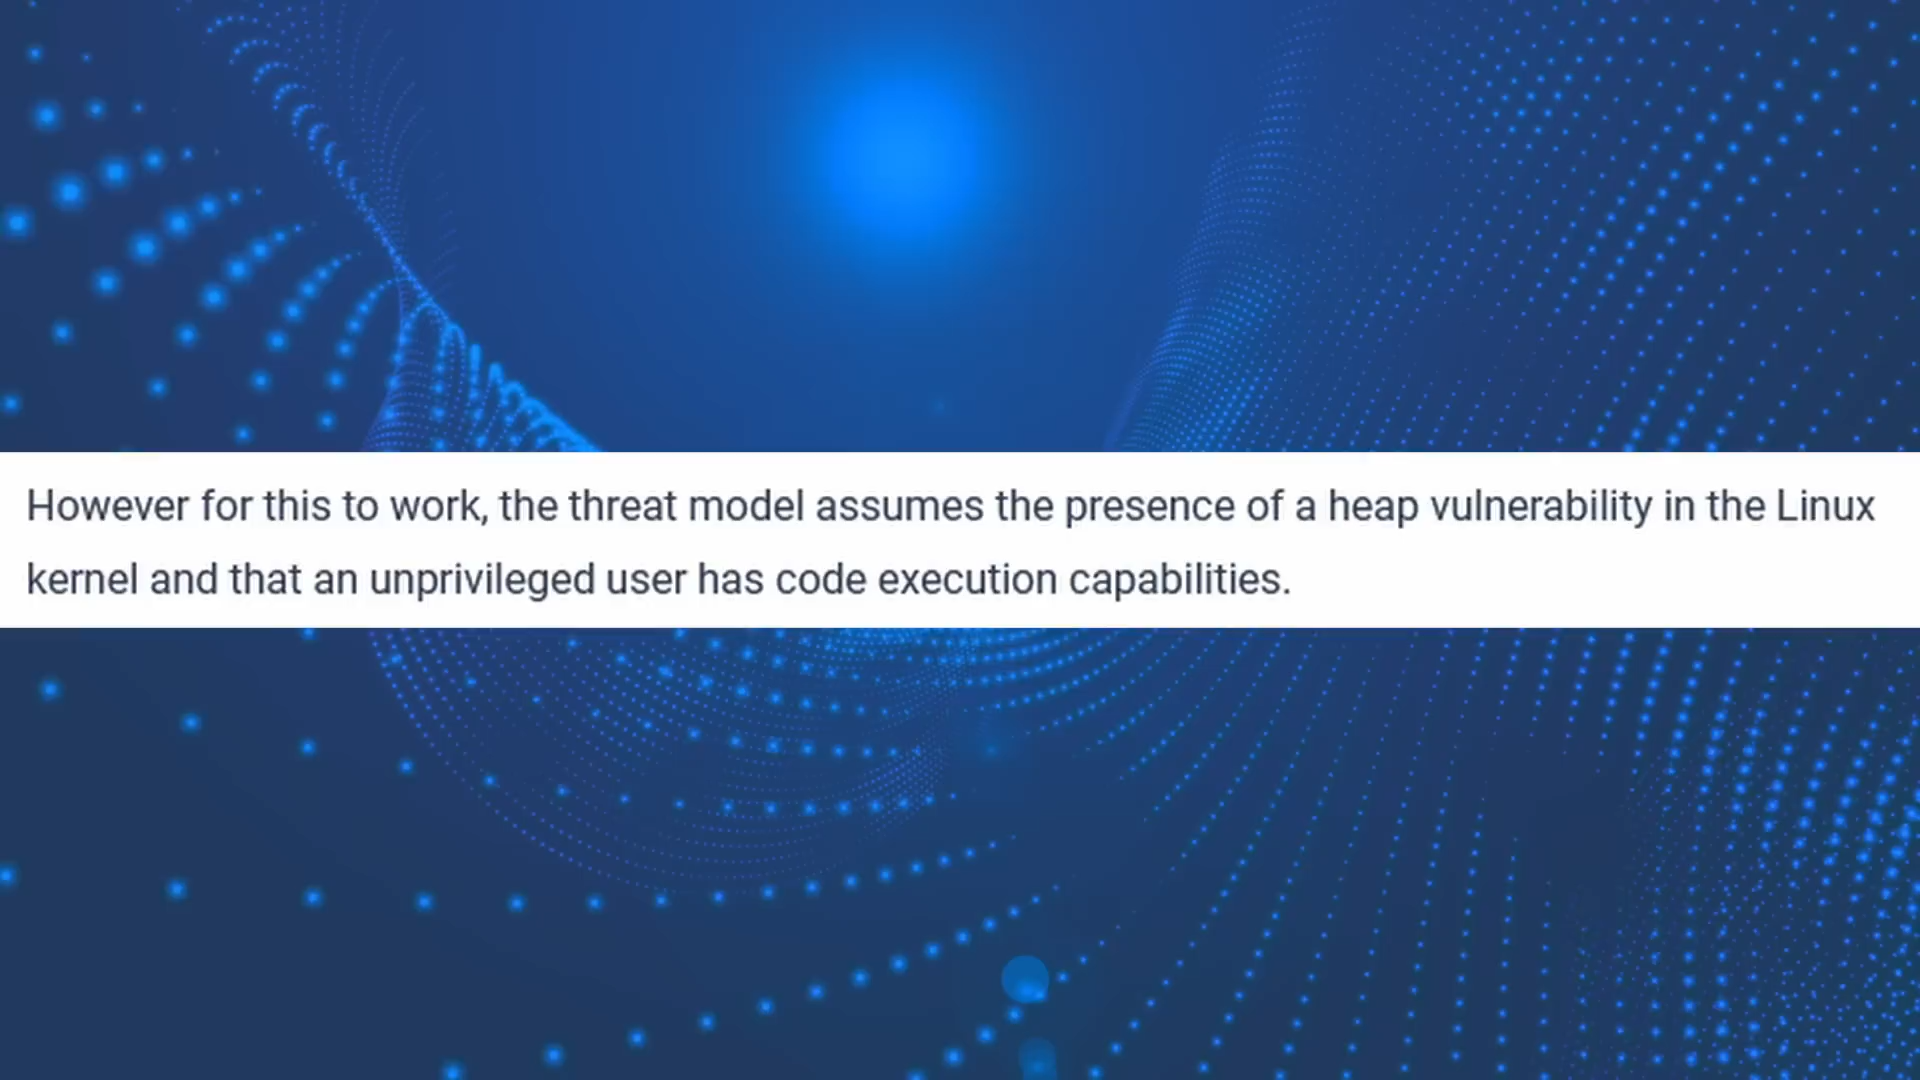 However for this to work, the threat model assumes the presence of a heap vulnerability in the Linux
kernel and that an unprivileged user has code execution capabilities.